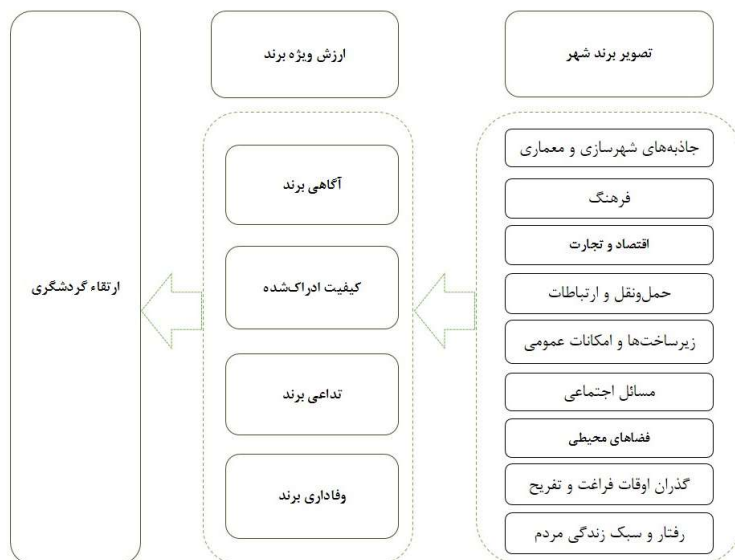 تصویر برند شهر
جاذبه‌های شهرسازی و معماری
فرهنگ
اقتصاد و تجارت
حمل‌ونقل و ارتباطات
زیرساخت‌ها و امکانات عمومی
مسائل اجتماعی
فضاهای محیطی
گذران اوقات فراغت و تفریح
رفتار و سبک زندگی مردم
ارزش ویژه برند
آگاهی برند
کیفیت ادراک‌شده
تداعی برند
وفاداری برند
ارتقاء گردشگری